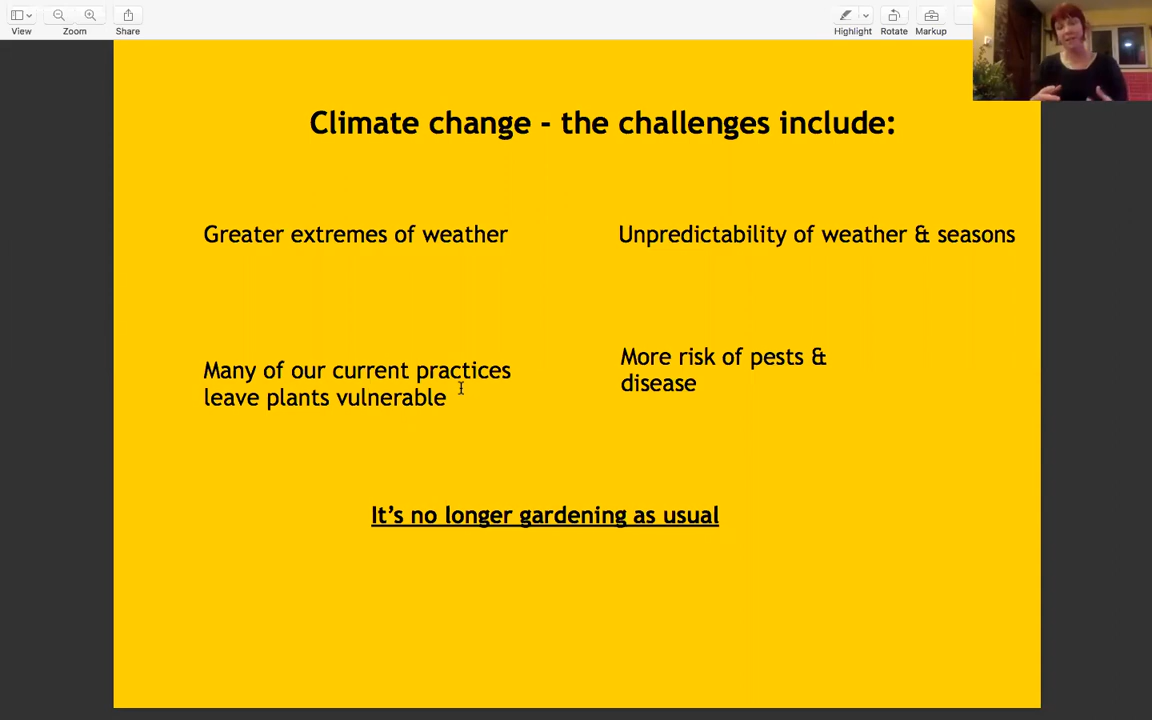 View
Zoom
Share
Highlight
Rotate
Markup
Climate change - the challenges include:
Greater extremes of weather
Unpredictability of weather & seasons
Many of our current practices
leave plants vulnerable
More risk of pests &
disease
It's no longer gardening as usual